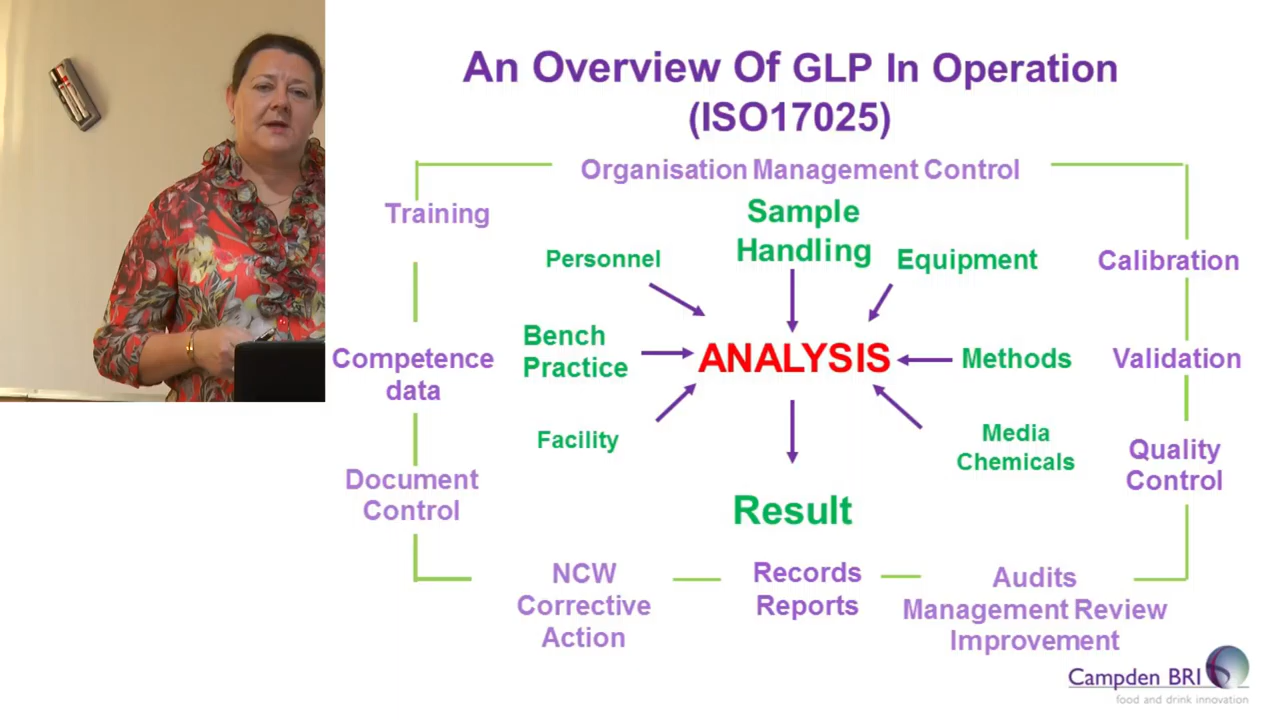 An Overview Of GLP In Operation
(ISO17025)
Organisation Management Control
Training
Sample
Handling
Personnel
Equipment
Calibration
Bench
Practice
ANALYSIS
Methods
Validation
Competence
data
Facility
Media
Chemicals
Quality
Control
Document
Control
Result
NCW
Corrective
Action
Records
Reports
Audits
Management Review
Improvement
Campden BRI
food and drink innovation